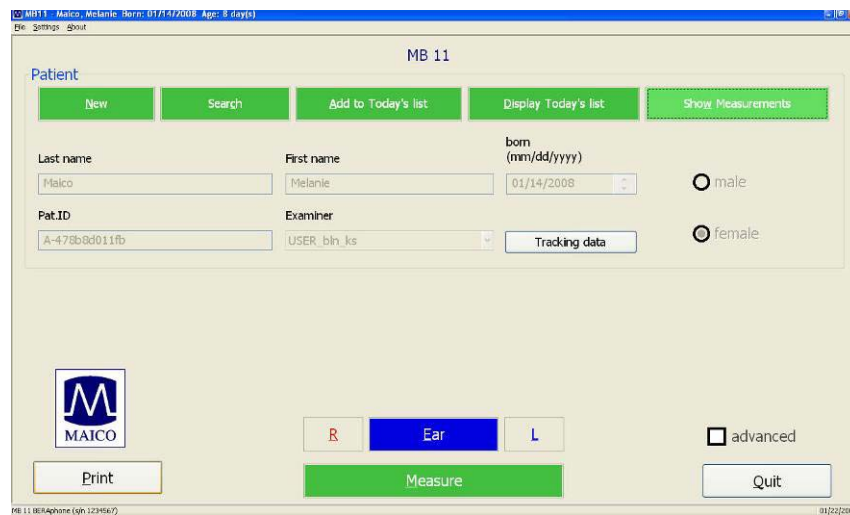 MB11 - Maico, Melanie Born: 01/14/2008 Age: 8 day(s)
File Settings About
MB 11
Patient
New Search Add to Today's list Display Today's list Show Measurements
Last name First name born (mm/dd/yyyy)
Maico Melanie 01/14/2008 male
Pat.ID Examiner
A-478b8d011fb USER_bln_ks Tracking data female
MAICO
R Ear L advanced
Print Measure Quit
MB 11 BERAphone (s/n 1234567) 01/22/20